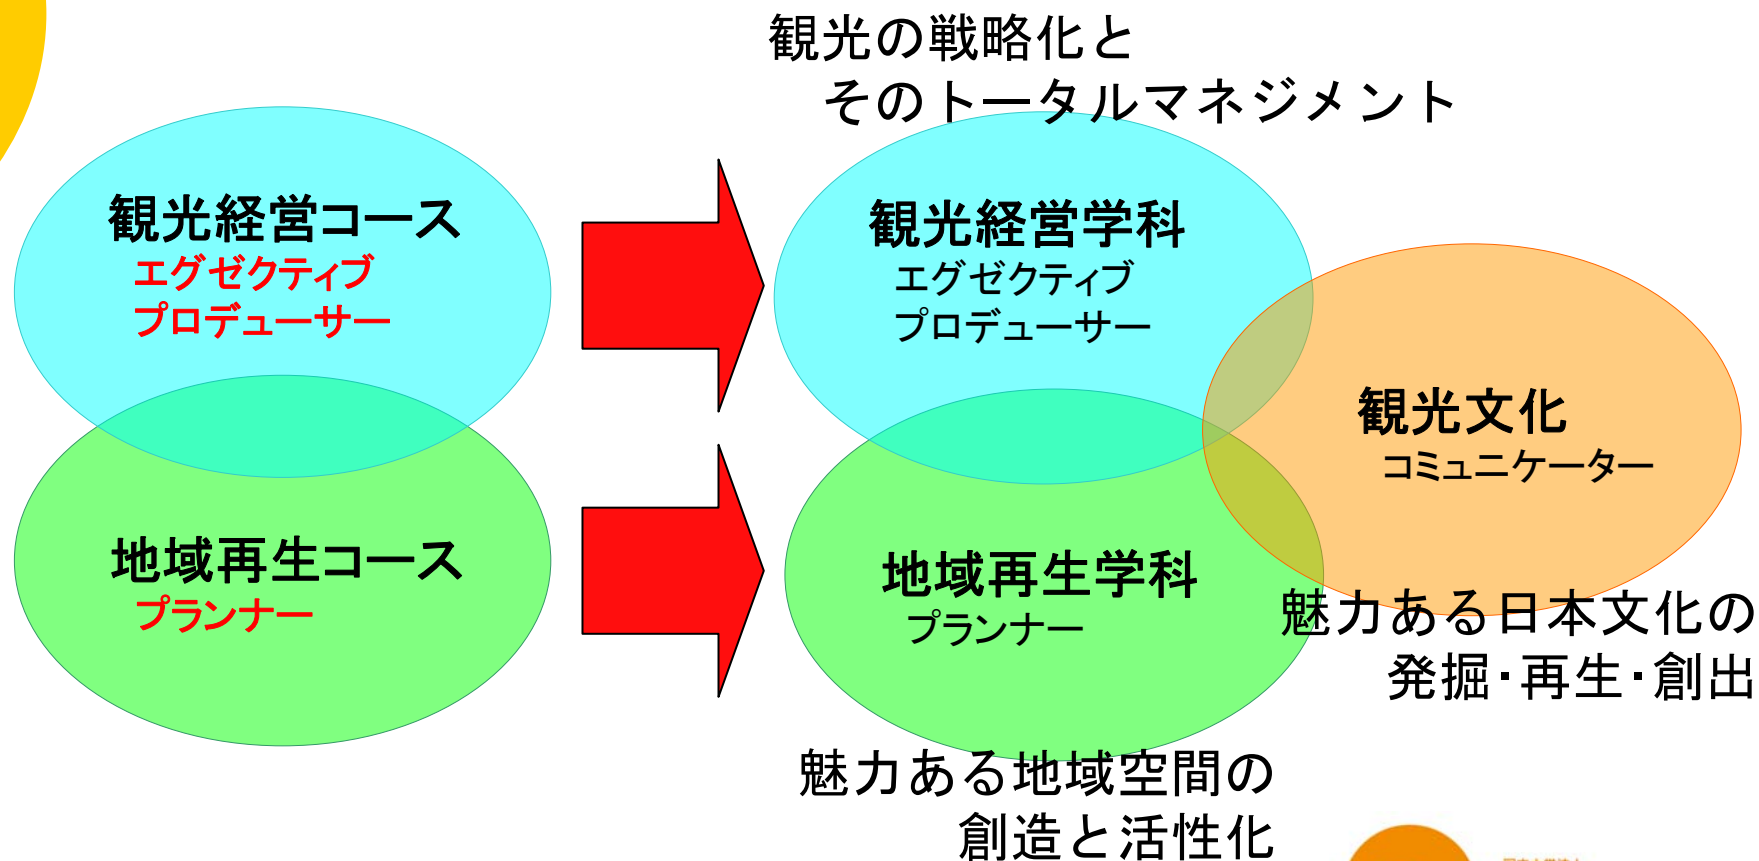 観光の戦略化と
そのトータルマネジメント
観光経営コース
エグゼクティブ
プロデューサー
地域再生コース
プランナー
観光経営学科
エグゼクティブ
プロデューサー
地域再生学科
プランナー
観光文化
コミュニケーター
魅力ある日本文化の
発掘・再生・創出
魅力ある地域空間の
創造と活性化